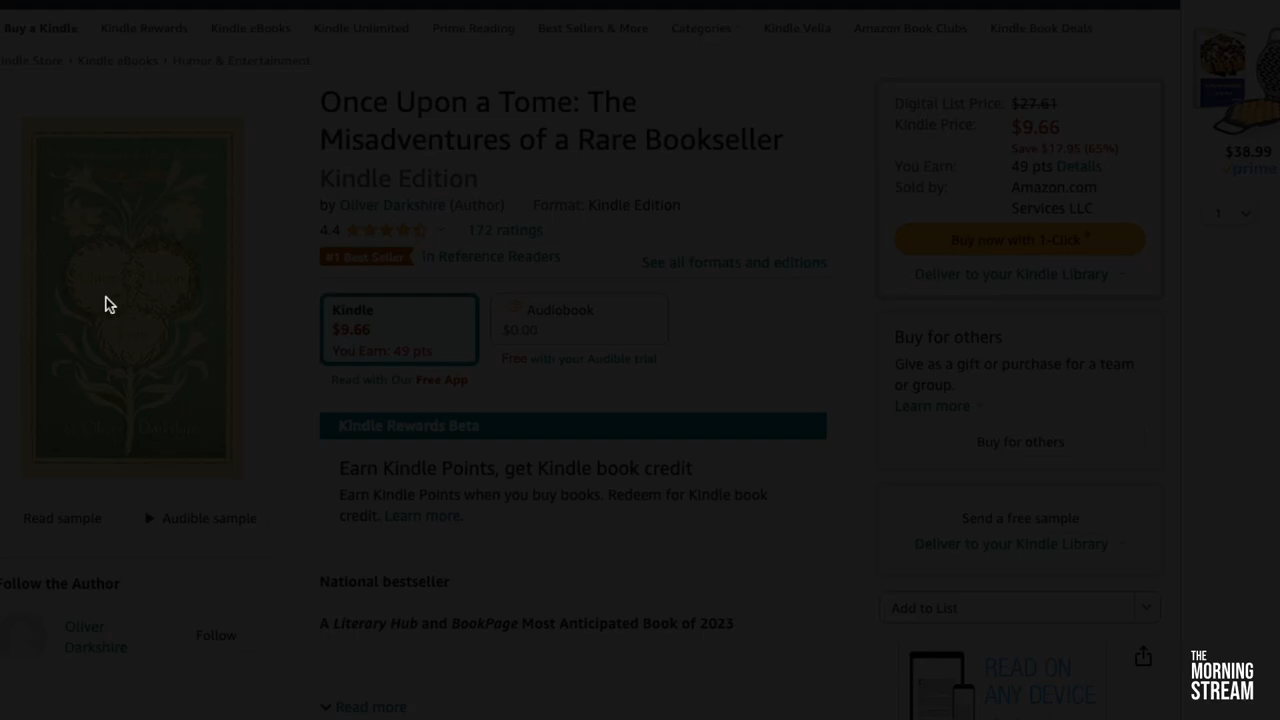 Buy a Kindle Kindle Rewards Kindle eBooks Kindle Unlimited Prime Reading Best Sellers & More Categories Kindle Vella Amazon Book Clubs Kindle Book Deals
Kindle Store › Kindle eBooks › Humor & Entertainment
Once Upon a Tome: The
Misadventures of a Rare Bookseller
Kindle Edition
by Oliver Darkshire (Author) Format: Kindle Edition
4.4 172 ratings
#1 Best Seller in Reference Readers
See all formats and editions
Kindle
$9.66
You Earn: 49 pts
Audiobook
$0.00
Free with your Audible trial
Read with Our Free App
Kindle Rewards Beta
Earn Kindle Points, get Kindle book credit
Earn Kindle Points when you buy books. Redeem for Kindle book
credit. Learn more.
National bestseller
A Literary Hub and BookPage Most Anticipated Book of 2023
Read more
Darkshire
Read sample Audible sample
Follow the Author
Oliver
Darkshire
Follow
Digital List Price: $27.61
Kindle Price: $9.66
Save $17.95 (65%)
You Earn: 49 pts Details
Sold by: Amazon.com
Services LLC
Buy now with 1-Click
Deliver to your Kindle Library
Buy for others
Give as a gift or purchase for a team
or group.
Learn more
Buy for others
Send a free sample
Deliver to your Kindle Library
Add to List
READ ON
ANY DEVICE
$38.99
prime
1
THE
MORNING
STREAM